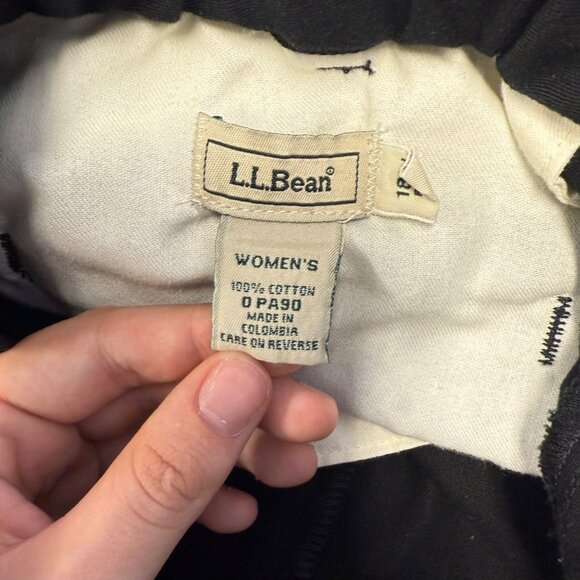 L.L.Bean®
WOMEN'S
100% COTTON
0 PA90
MADE IN
COLOMBIA
CARE ON REVERSE